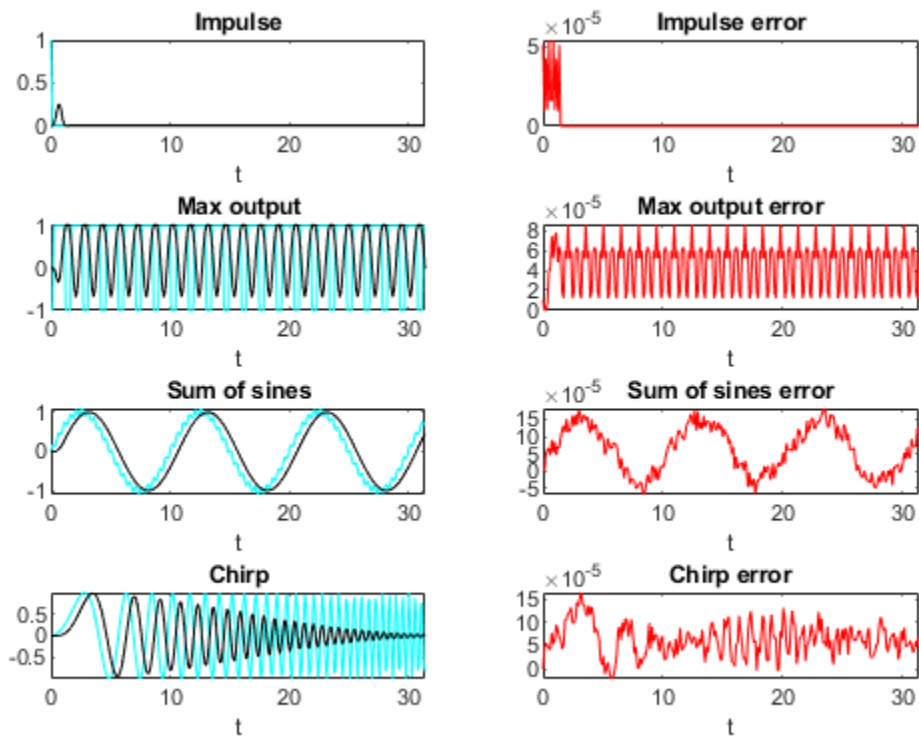 Impulse
1
0.5
0
0 10 20 30
t
Impulse error
×10-5
5
0
0 10 20 30
t
Max output
1
0
-1
0 10 20 30
t
Max output error
×10-5
8
6
4
2
0
0 10 20 30
t
Sum of sines
1
0
-1
0 10 20 30
t
Sum of sines error
×10-5
15
10
5
0
-5
0 10 20 30
t
Chirp
0.5
0
-0.5
0 10 20 30
t
Chirp error
×10-5
15
10
5
0
0 10 20 30
t